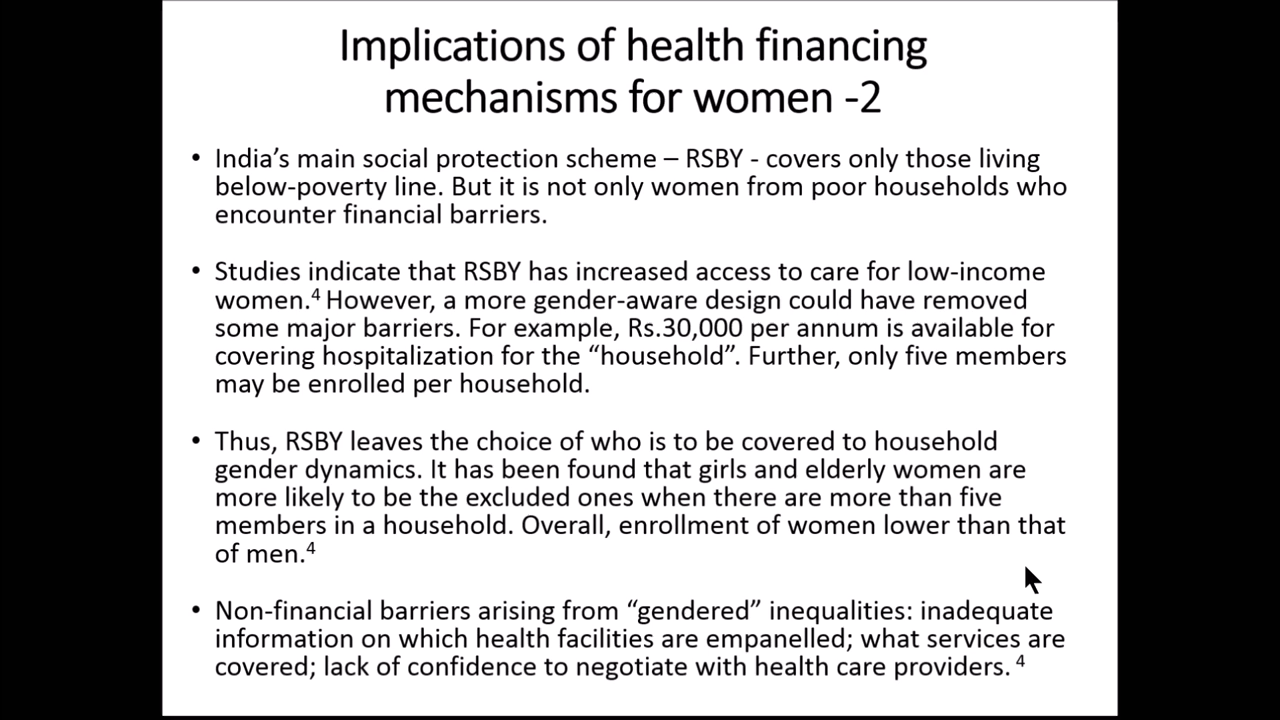 Implications of health financing
mechanisms for women -2
• India’s main social protection scheme – RSBY - covers only those living
below-poverty line. But it is not only women from poor households who
encounter financial barriers.
• Studies indicate that RSBY has increased access to care for low-income
women.⁴ However, a more gender-aware design could have removed
some major barriers. For example, Rs.30,000 per annum is available for
covering hospitalization for the “household”. Further, only five members
may be enrolled per household.
• Thus, RSBY leaves the choice of who is to be covered to household
gender dynamics. It has been found that girls and elderly women are
more likely to be the excluded ones when there are more than five
members in a household. Overall, enrollment of women lower than that
of men.⁴
• Non-financial barriers arising from “gendered” inequalities: inadequate
information on which health facilities are empanelled; what services are
covered; lack of confidence to negotiate with health care providers. ⁴